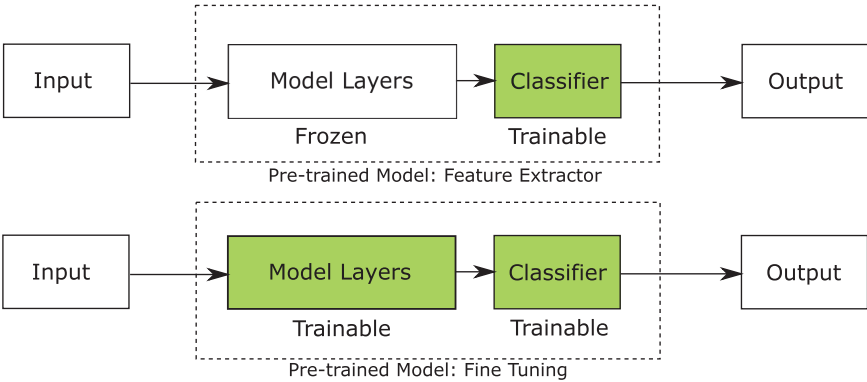 Input
Model Layers
Classifier
Output
Frozen
Trainable
Pre-trained Model: Feature Extractor
Input
Model Layers
Classifier
Output
Trainable
Trainable
Pre-trained Model: Fine Tuning